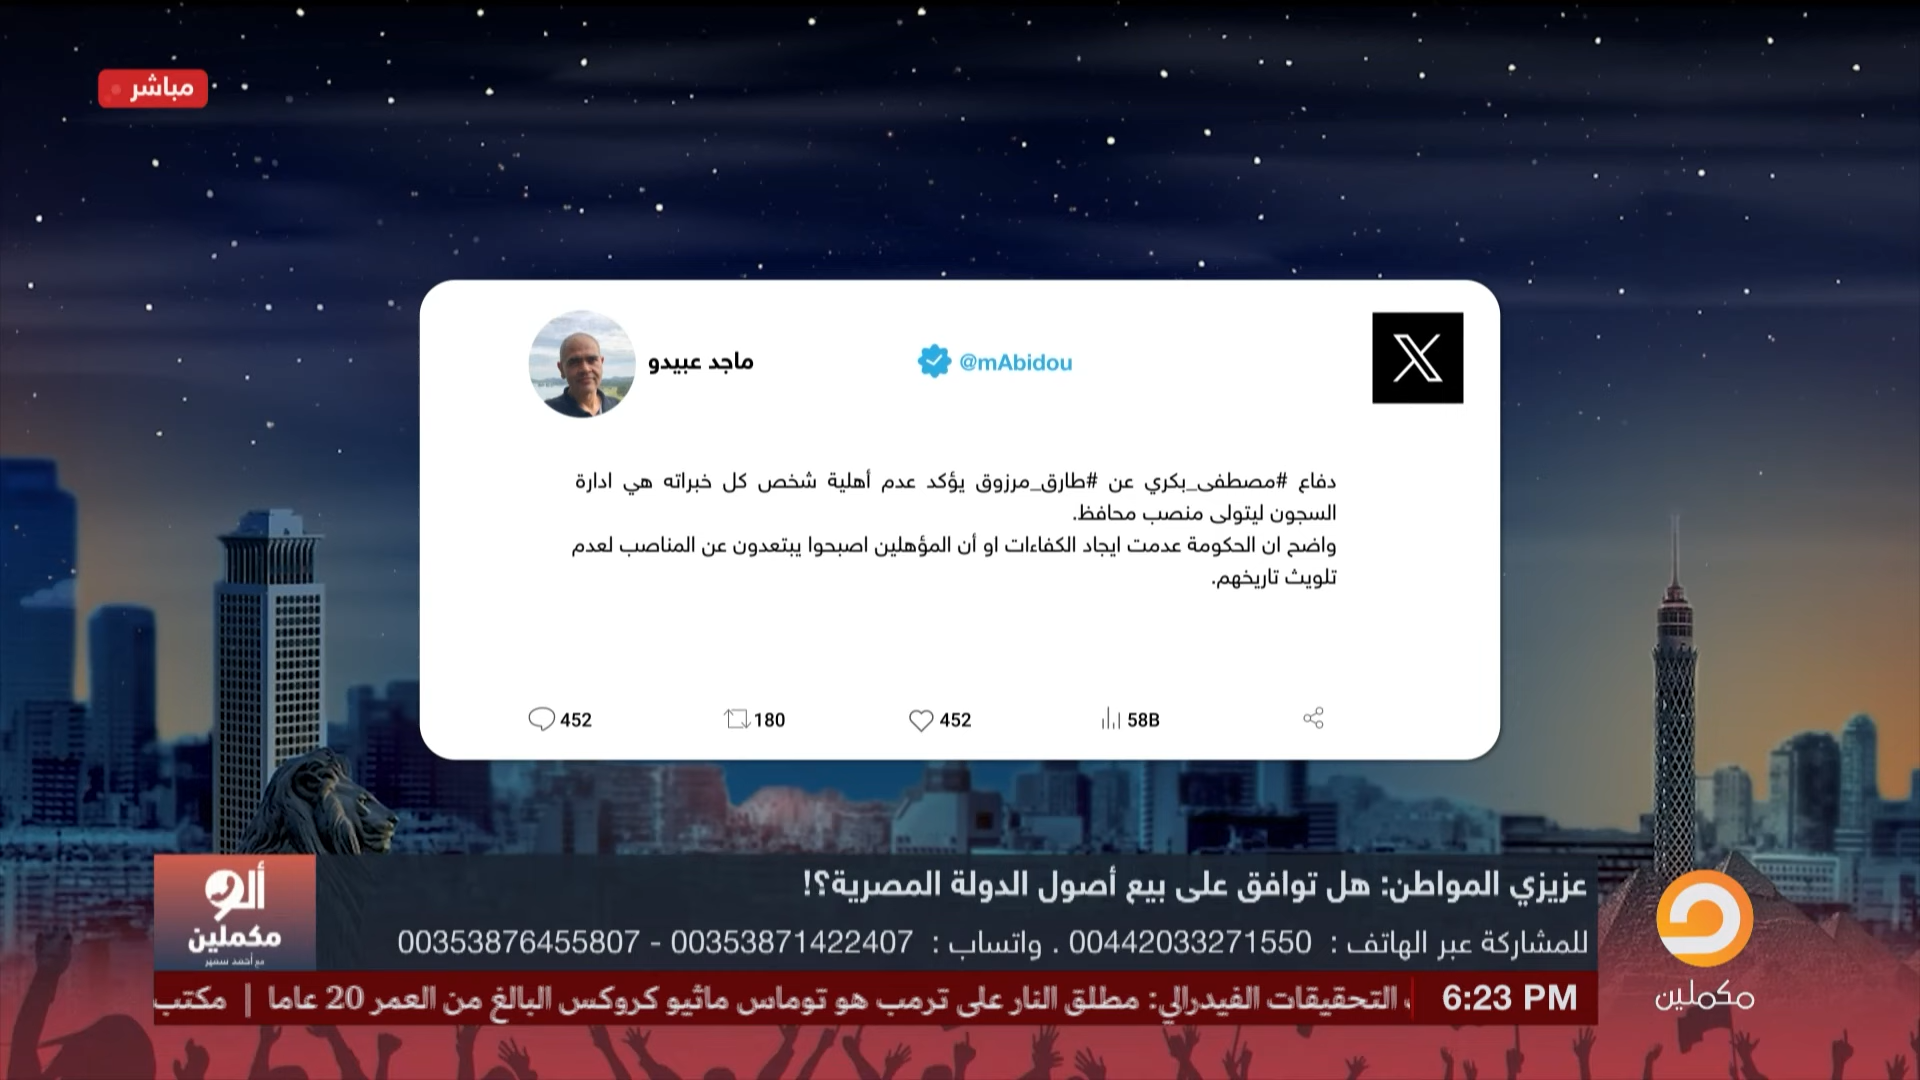 مباشر
ماجد عبيدو
@mAbidou
دفاع #مصطفى_بكري عن #طارق_مرزوق يؤكد عدم أهلية شخص كل خبراته هي ادارة
السجون ليتولى منصب محافظ.
واضح ان الحكومة عدمت ايجاد الكفاءات او أن المؤهلين اصبحوا يبتعدون عن المناصب لعدم
تلويث تاريخهم.
452
180
452
58B
عزيزي المواطن: هل توافق على بيع أصول الدولة المصرية؟!
للمشاركة عبر الهاتف : 00442033271550 . واتساب : 00353871422407 - 00353876455807
ألو
مكملين
مع أحمد سمير
6:23 PM
التحقيقات الفيدرالي: مطلق النار على ترمب هو توماس ماثيو كروكس البالغ من العمر 20 عاما | مكتب
مكملين